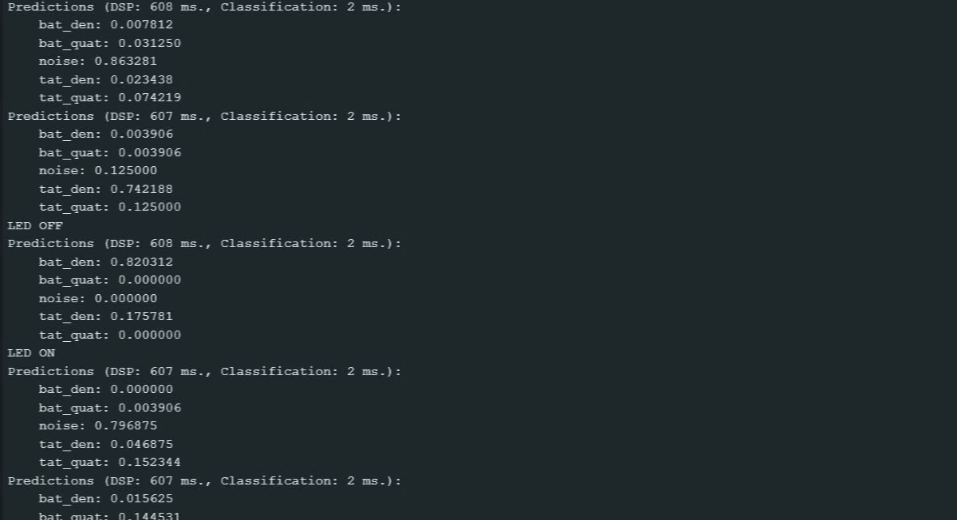 Predictions (DSP: 608 ms., Classification: 2 ms.):
bat_den: 0.007812
bat_quat: 0.031250
noise: 0.863281
tat_den: 0.023438
tat_quat: 0.074219
Predictions (DSP: 607 ms., Classification: 2 ms.):
bat_den: 0.003906
bat_quat: 0.003906
noise: 0.125000
tat_den: 0.742188
tat_quat: 0.125000
LED OFF
Predictions (DSP: 608 ms., Classification: 2 ms.):
bat_den: 0.820312
bat_quat: 0.000000
noise: 0.000000
tat_den: 0.175781
tat_quat: 0.000000
LED ON
Predictions (DSP: 607 ms., Classification: 2 ms.):
bat_den: 0.000000
bat_quat: 0.003906
noise: 0.796875
tat_den: 0.046875
tat_quat: 0.152344
Predictions (DSP: 607 ms., Classification: 2 ms.):
bat_den: 0.015625
bat_quat: 0.144531